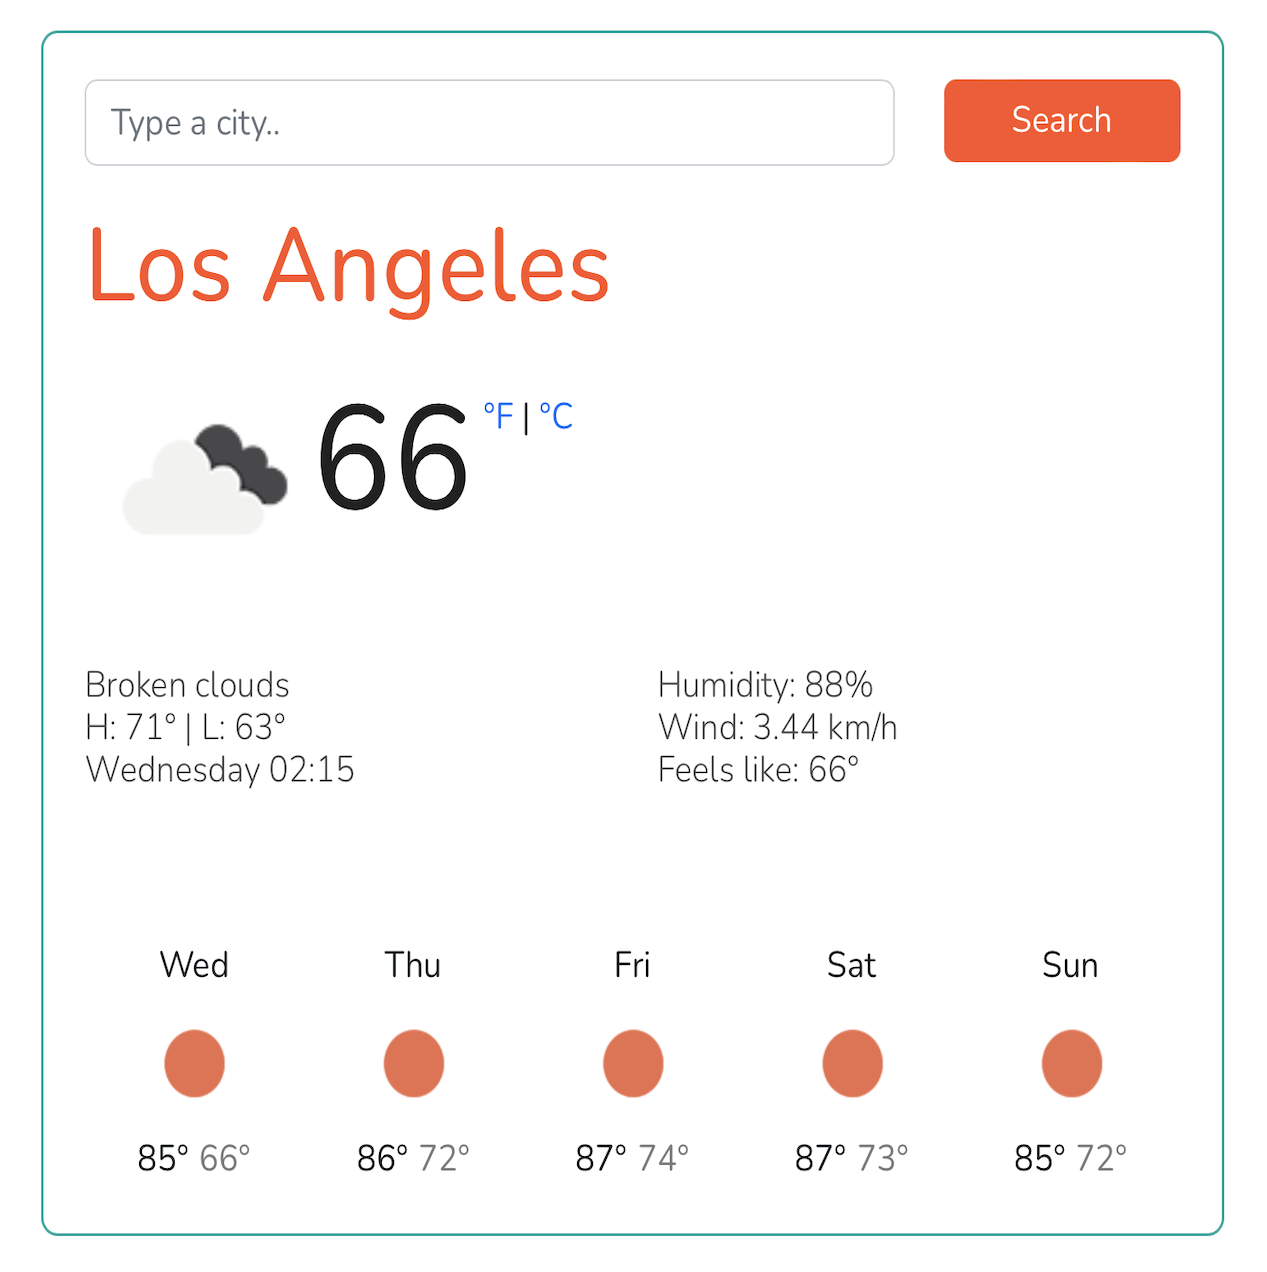 Type a city..
Search
Los Angeles
66 °F | °C
Broken clouds
H: 71° | L: 63°
Wednesday 02:15
Humidity: 88%
Wind: 3.44 km/h
Feels like: 66°
Wed Thu Fri Sat Sun
85° 66° 86° 72° 87° 74° 87° 73° 85° 72°